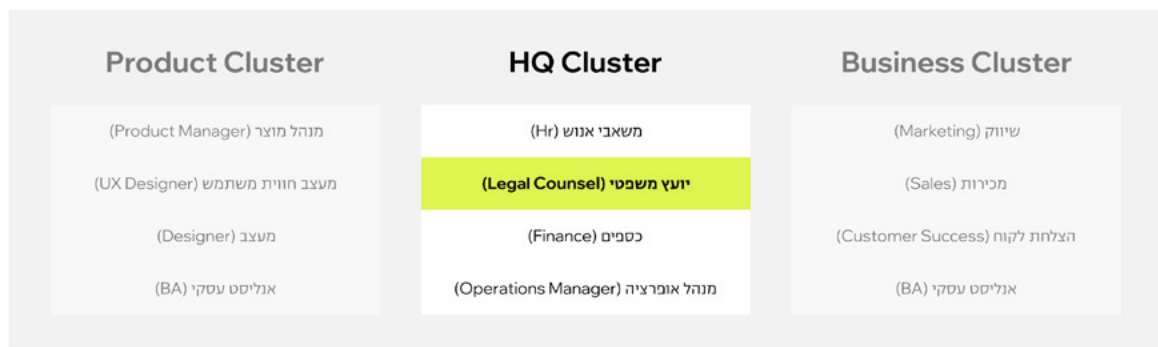 Product Cluster
מנהל מוצר (Product Manager)
מעצב חווית משתמש (UX Designer)
מעצב (Designer)
אנליסט עסקי (BA)
HQ Cluster
משאבי אנוש (Hr)
יועץ משפטי (Legal Counsel)
כספים (Finance)
מנהל אופרציה (Operations Manager)
Business Cluster
שיווק (Marketing)
מכירות (Sales)
הצלחת לקוח (Customer Success)
אנליסט עסקי (BA)